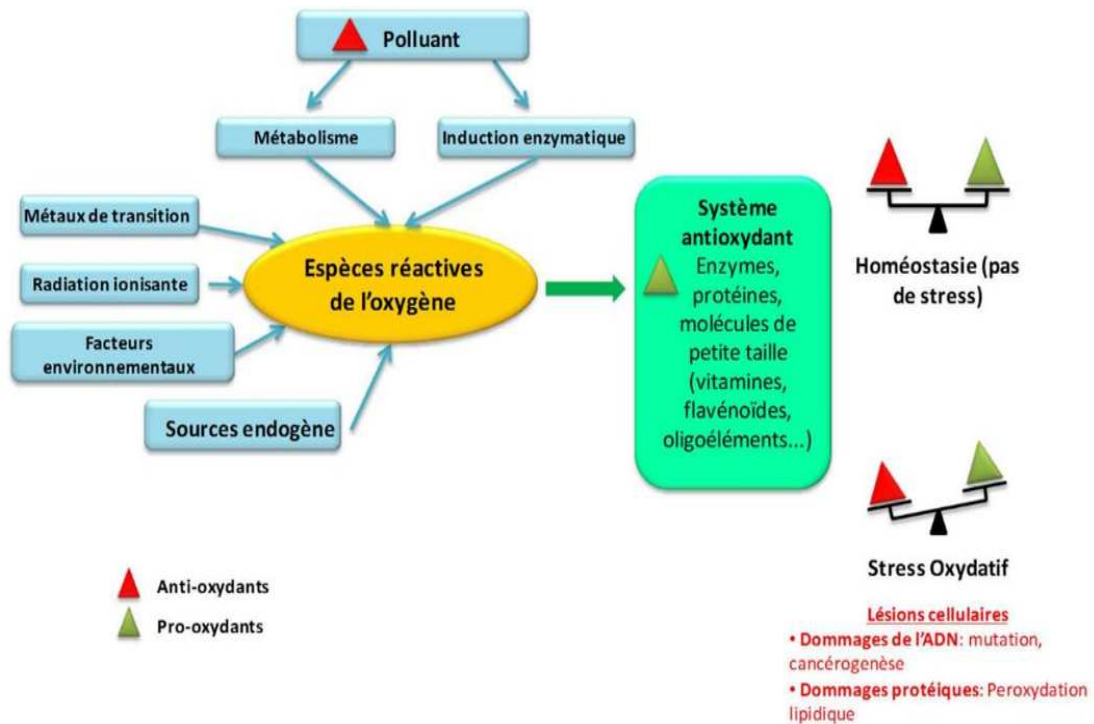 Polluant
Métabolisme
Induction enzymatique
Métaux de transition
Radiation ionisante
Facteurs
environnementaux
Sources endogène
Espèces réactives
de l'oxygène
Système
antioxydant
Enzymes,
protéines,
molécules de
petite taille
(vitamines,
flavénoïdes,
oligoéléments...)
Homéostasie (pas
de stress)
Stress Oxydatif
Lésions cellulaires
• Dommages de l'ADN: mutation,
cancérogenèse
• Dommages protéiques: Peroxydation
lipidique
Anti-oxydants
Pro-oxydants